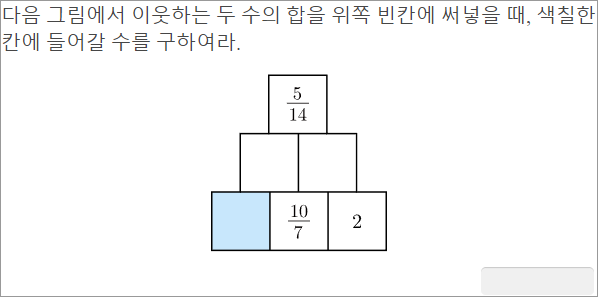 다음 그림에서 이웃하는 두 수의 합을 위쪽 빈칸에 써넣을 때, 색칠한
칸에 들어갈 수를 구하여라.
5/14
10/7 2